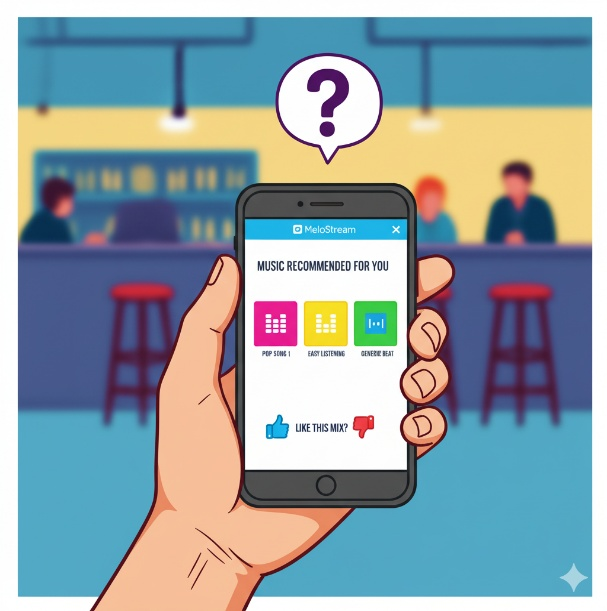 ?
MeloStream ×
MUSIC RECOMMENDED FOR YOU
POP SONG 1 EASY LISTENING GENERIC BEAT
LIKE THIS MIX?